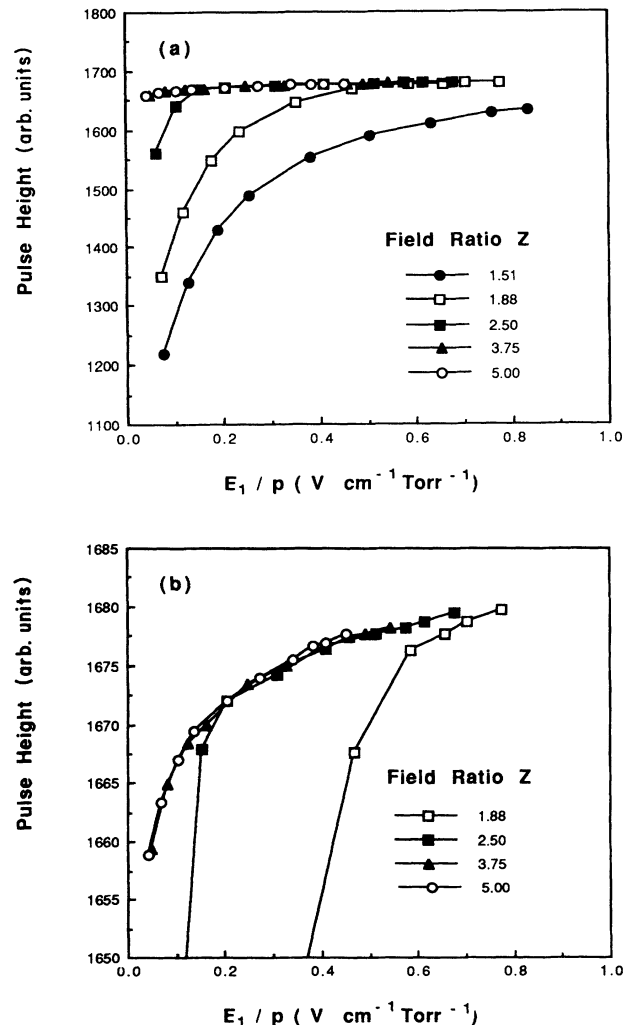 1800
(a)
1700
1600
1500
1400
1300
1200
1100
Pulse Height (arb. units)
Field Ratio Z
1.51
1.88
2.50
3.75
5.00
0.0 0.2 0.4 0.6 0.8 1.0
E₁ / p ( V cm⁻¹ Torr⁻¹)
1685
(b)
1680
1675
1670
1665
1660
1655
1650
Pulse Height (arb. units)
Field Ratio Z
1.88
2.50
3.75
5.00
0.0 0.2 0.4 0.6 0.8 1.0
E₁ / p ( V cm⁻¹ Torr⁻¹)